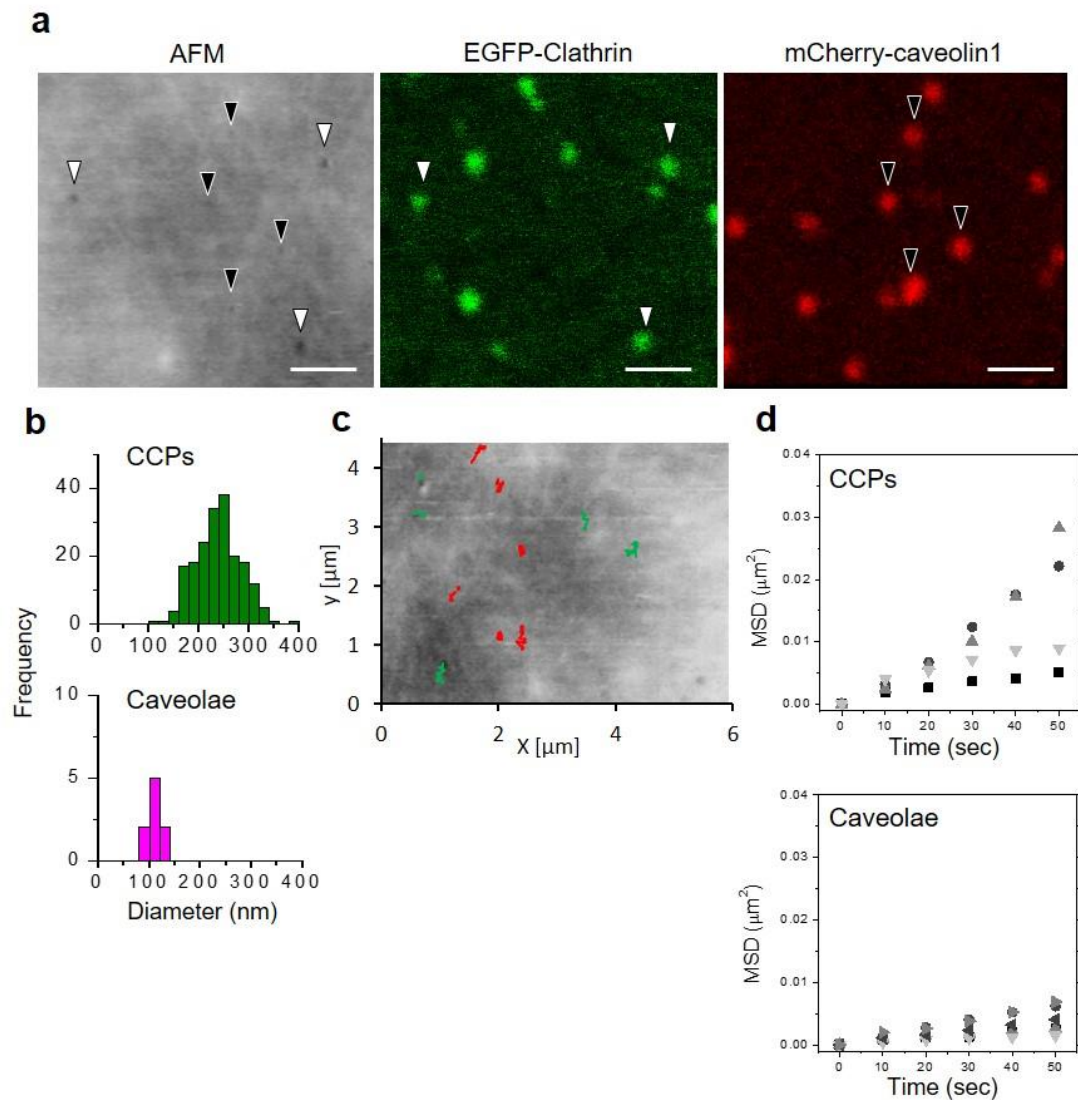 a
AFM
EGFP-Clathrin
mCherry-caveolin1
b
CCPs
40
20
0
0 100 200 300 400
Frequency
Caveolae
10
5
0
0 100 200 300 400
Diameter (nm)
c
4
3
2
1
0
y [µm]
0 2 4 6
X [µm]
d
CCPs
0.04
0.03
0.02
0.01
0.00
MSD (µm²)
0 10 20 30 40 50
Time (sec)
Caveolae
0.04
0.03
0.02
0.01
0.00
MSD (µm²)
0 10 20 30 40 50
Time (sec)